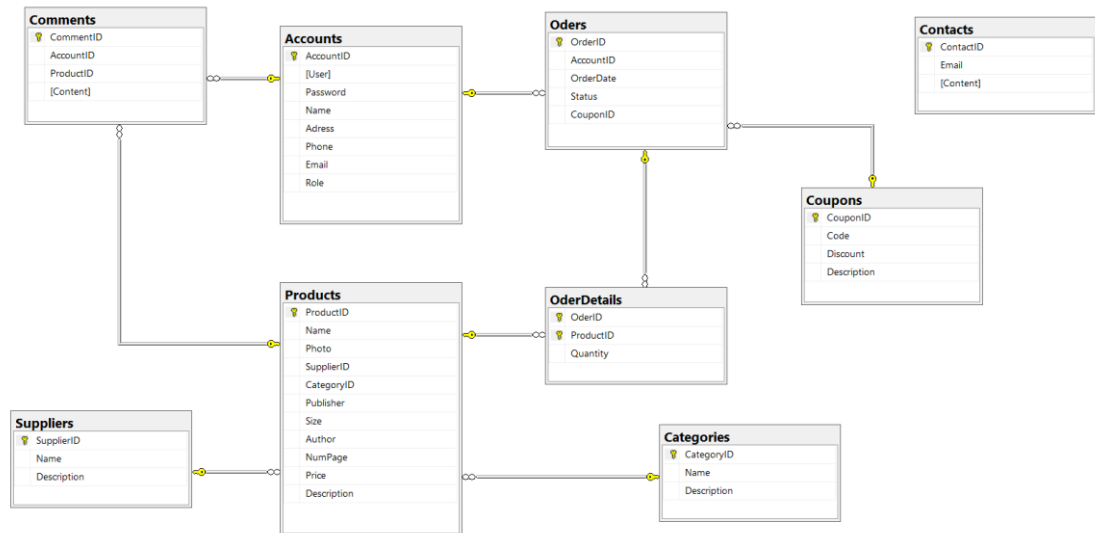 Comments
CommentID
AccountID
ProductID
[Content]
Accounts
AccountID
[User]
Password
Name
Adress
Phone
Email
Role
Oders
OrderID
AccountID
OrderDate
Status
CouponID
Contacts
ContactID
Email
[Content]
Coupons
CouponID
Code
Discount
Description
Products
ProductID
Name
Photo
SupplierID
CategoryID
Publisher
Size
Author
NumPage
Price
Description
OderDetails
OderID
ProductID
Quantity
Suppliers
SupplierID
Name
Description
Categories
CategoryID
Name
Description